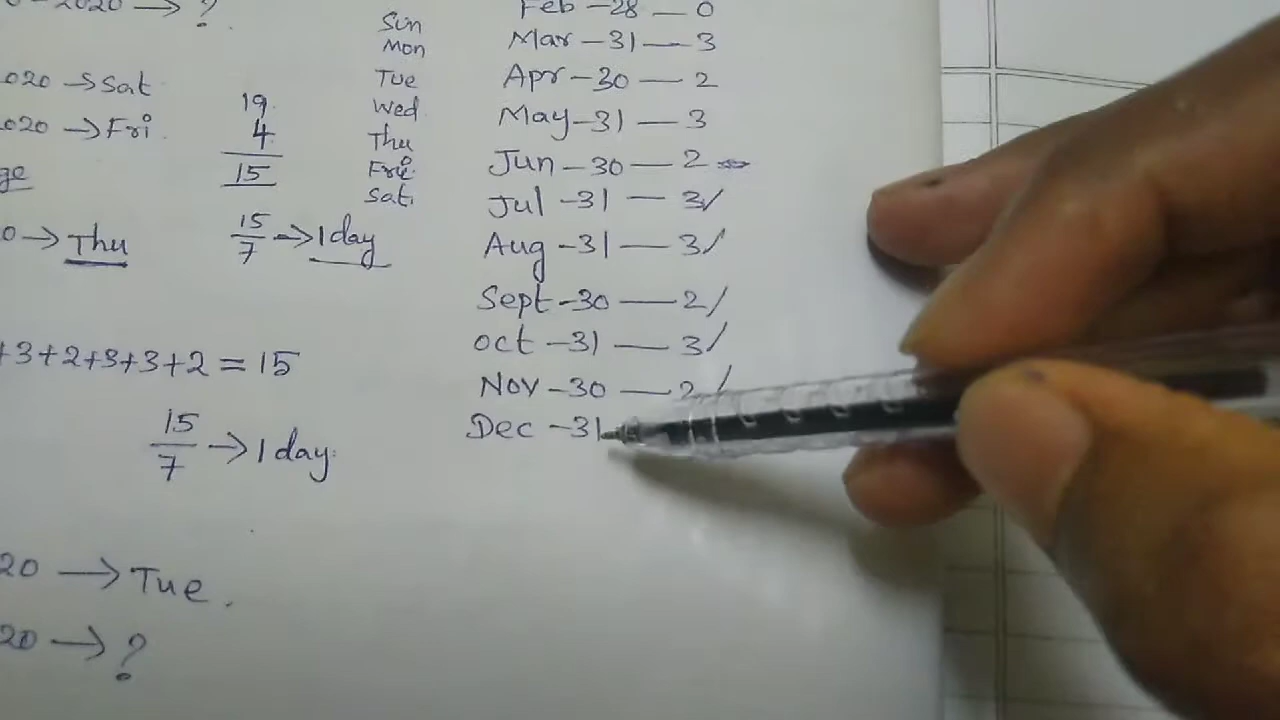 -2020 → ?
020 → Sat
020 → Fri
ge
0 → Thu
19
4
15
15/7 → 1 day
Sun
Mon
Tue
Wed
Thu
Fri
Sat
+3+2+3+3+2 = 15
15/7 → 1 day
20 → Tue.
20 → ?
Feb - 28 — 0
Mar - 31 — 3
Apr - 30 — 2
May - 31 — 3
Jun - 30 — 2
Jul - 31 — 3/
Aug - 31 — 3/
Sept - 30 — 2/
Oct - 31 — 3/
Nov - 30 — 2/
Dec - 31